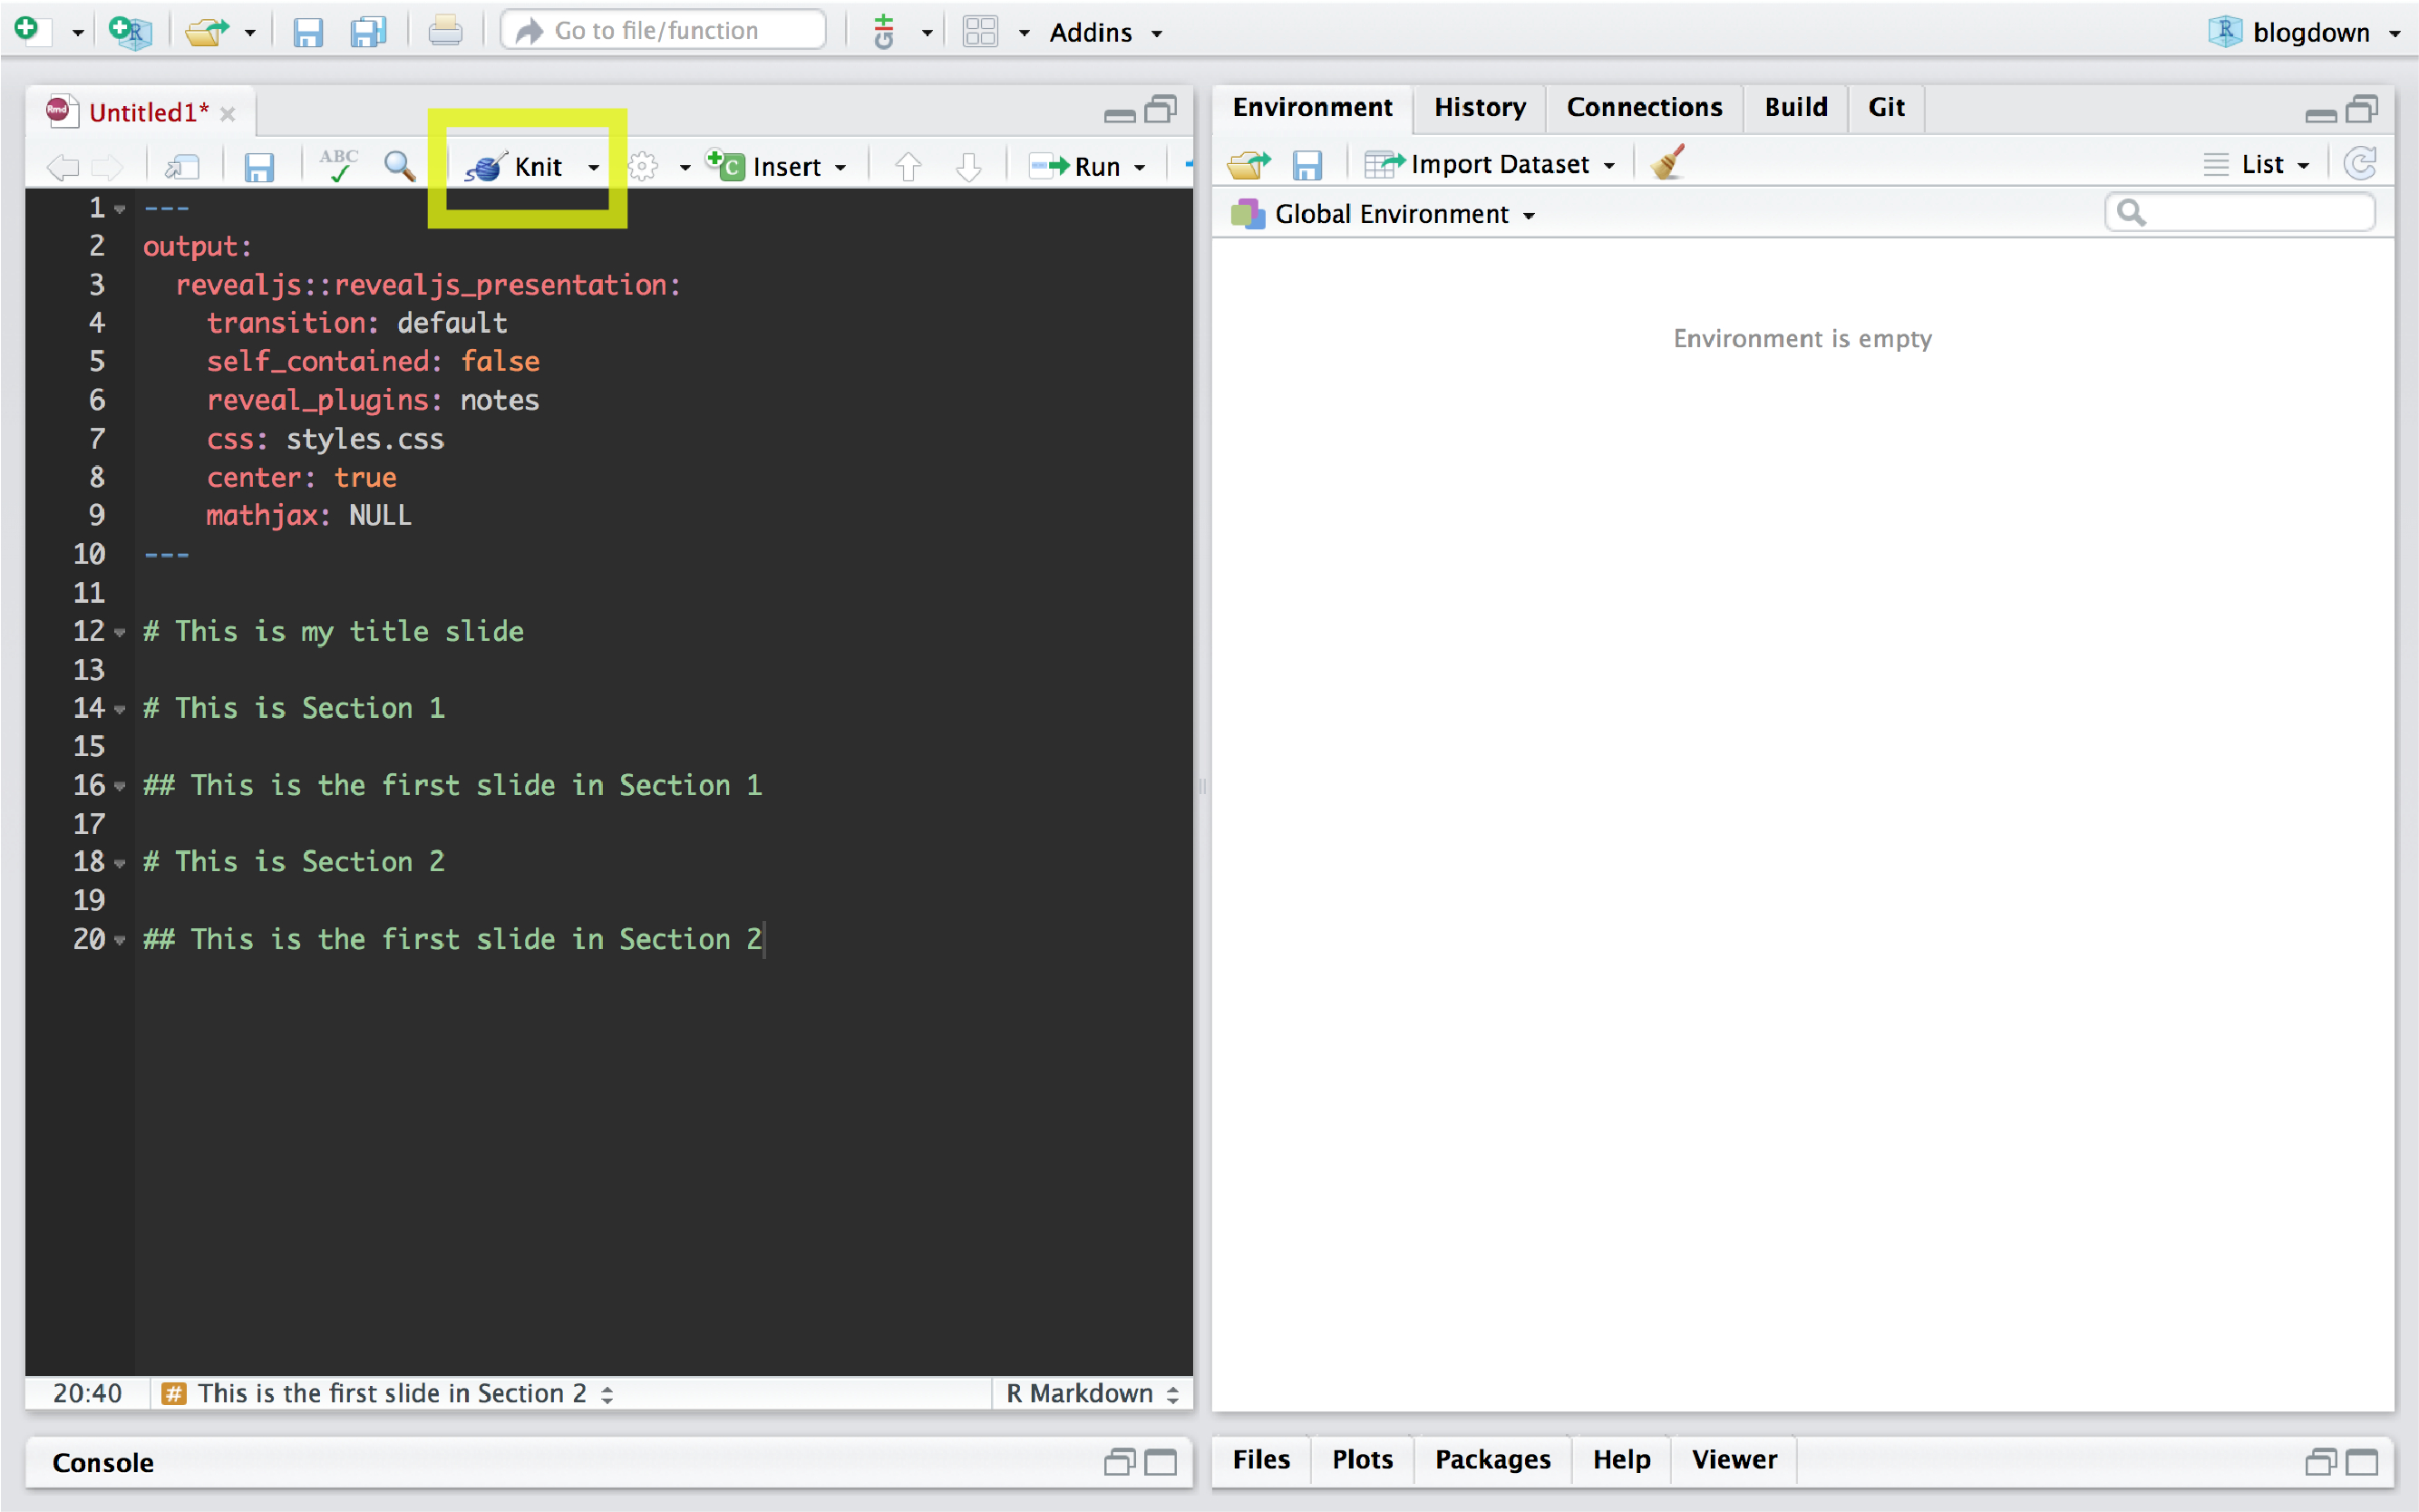 Go to file/function
Addins
blogdown
Rmd
Untitled1*
ABC
Knit
Insert
Run
1 ---
2 output:
3 revealjs::revealjs_presentation:
4 transition: default
5 self_contained: false
6 reveal_plugins: notes
7 css: styles.css
8 center: true
9 mathjax: NULL
10 ---
11
12 # This is my title slide
13
14 # This is Section 1
15
16 ## This is the first slide in Section 1
17
18 # This is Section 2
19
20 ## This is the first slide in Section 2
20:40 # This is the first slide in Section 2 R Markdown
Console
Environment History Connections Build Git
Import Dataset List
Global Environment
Environment is empty
Files Plots Packages Help Viewer